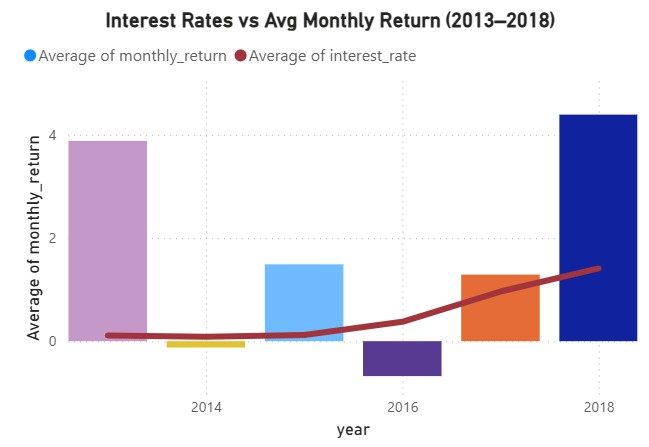 Interest Rates vs Avg Monthly Return (2013–2018)
Average of monthly_return Average of interest_rate
Average of monthly_return
4
2
0
2014 2016 2018
year